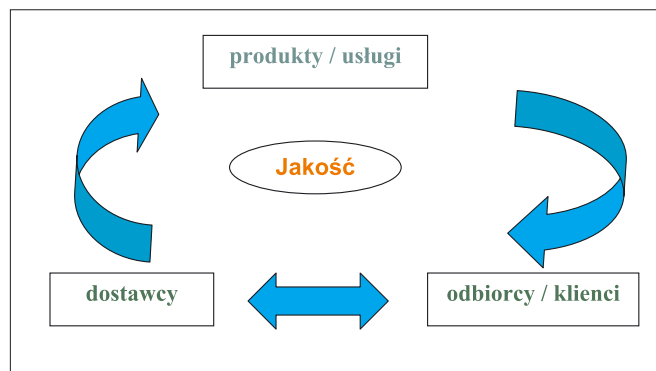 produkty / usługi
Jakość
dostawcy
odbiorcy / klienci